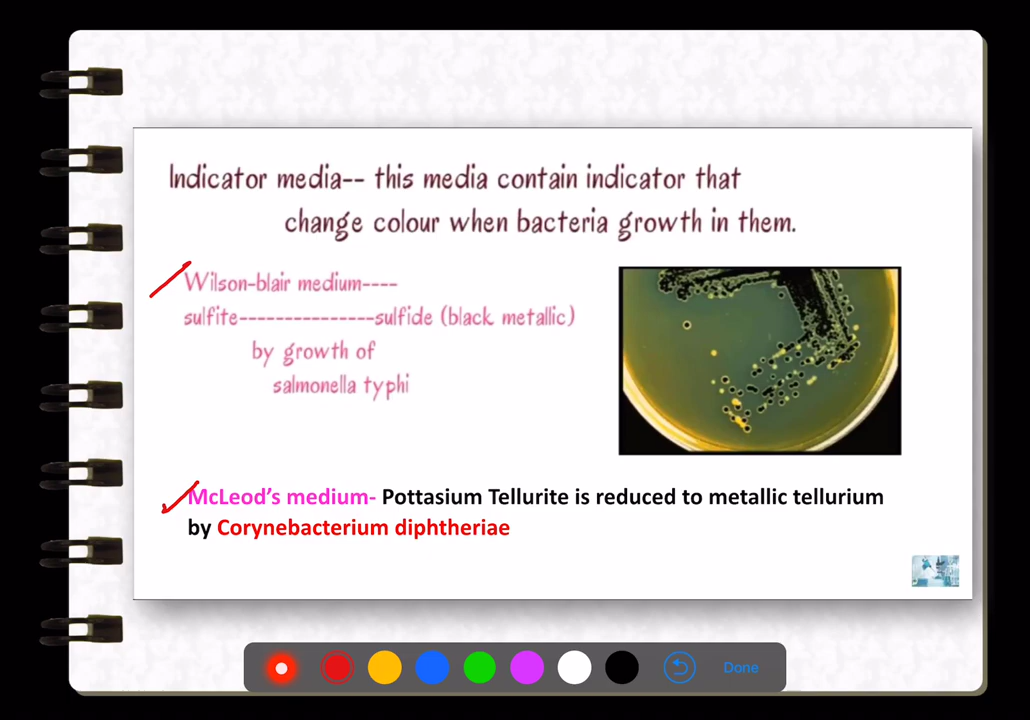 Indicator media-- this media contain indicator that
change colour when bacteria growth in them.
Wilson-blair medium----
sulfite---------------sulfide (black metallic)
by growth of
salmonella typhi
McLeod's medium- Pottasium Tellurite is reduced to metallic tellurium
by Corynebacterium diphtheriae
Done